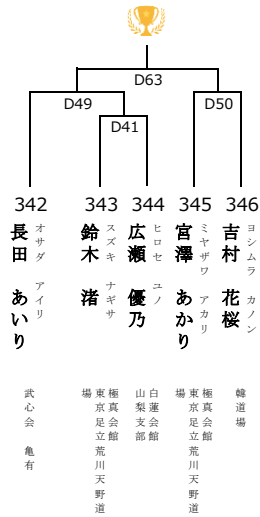 D63
D49
D50
D41
342
343
344
345
346
長田 あいり
オサダ アイリ
武心会 亀有
鈴木 渚
スズキ ナギサ
極真会館
東京足立荒川天野道
場
広瀬 優乃
ヒロセ ユノ
白蓮会館
山梨支部
宮澤 あかり
ミヤザワ アカリ
極真会館
東京足立荒川天野道
場
吉村 花桜
ヨシムラ カノン
韓道場